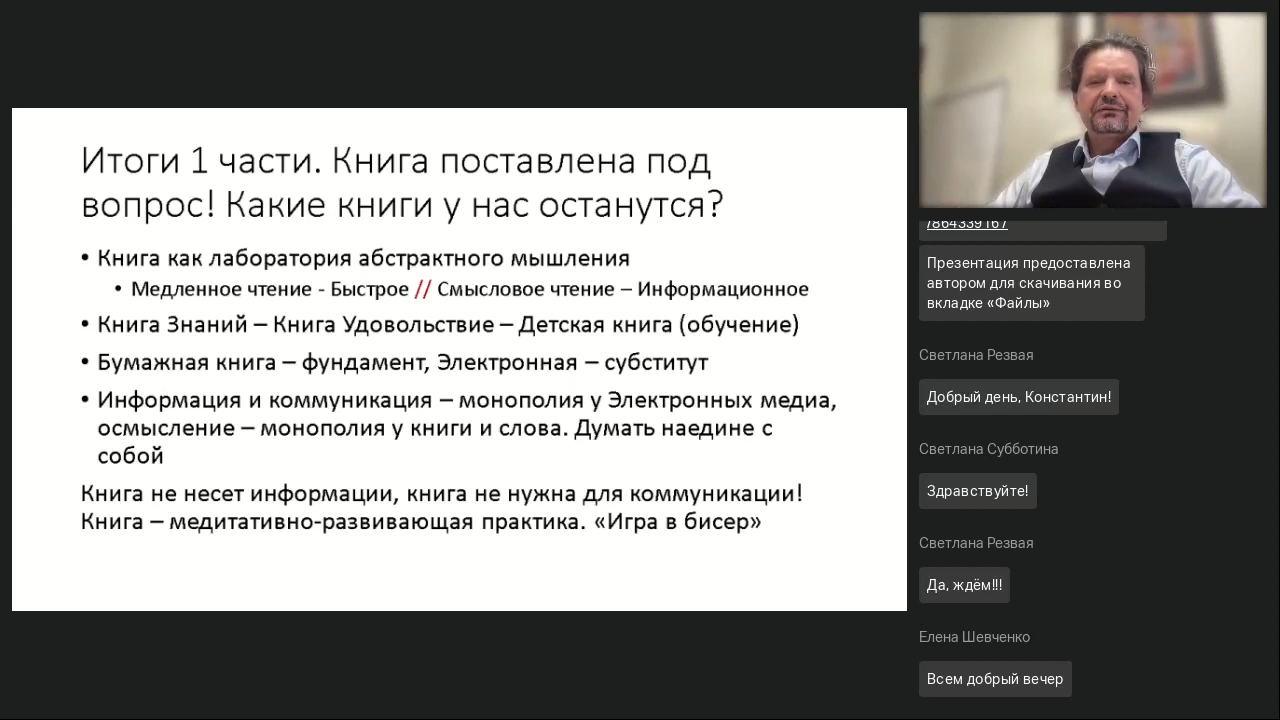 Итоги 1 части. Книга поставлена под
вопрос! Какие книги у нас останутся?
• Книга как лаборатория абстрактного мышления
• Медленное чтение - Быстрое // Смысловое чтение – Информационное
• Книга Знаний – Книга Удовольствие – Детская книга (обучение)
• Бумажная книга – фундамент, Электронная – субститут
• Информация и коммуникация – монополия у Электронных медиа,
осмысление – монополия у книги и слова. Думать наедине с
собой
Книга не несет информации, книга не нужна для коммуникации!
Книга – медитативно-развивающая практика. «Игра в бисер»
/864339167
Презентация предоставлена
автором для скачивания во
вкладке «Файлы»
Светлана Резвая
Добрый день, Константин!
Светлана Субботина
Здравствуйте!
Светлана Резвая
Да, ждём!!!
Елена Шевченко
Всем добрый вечер